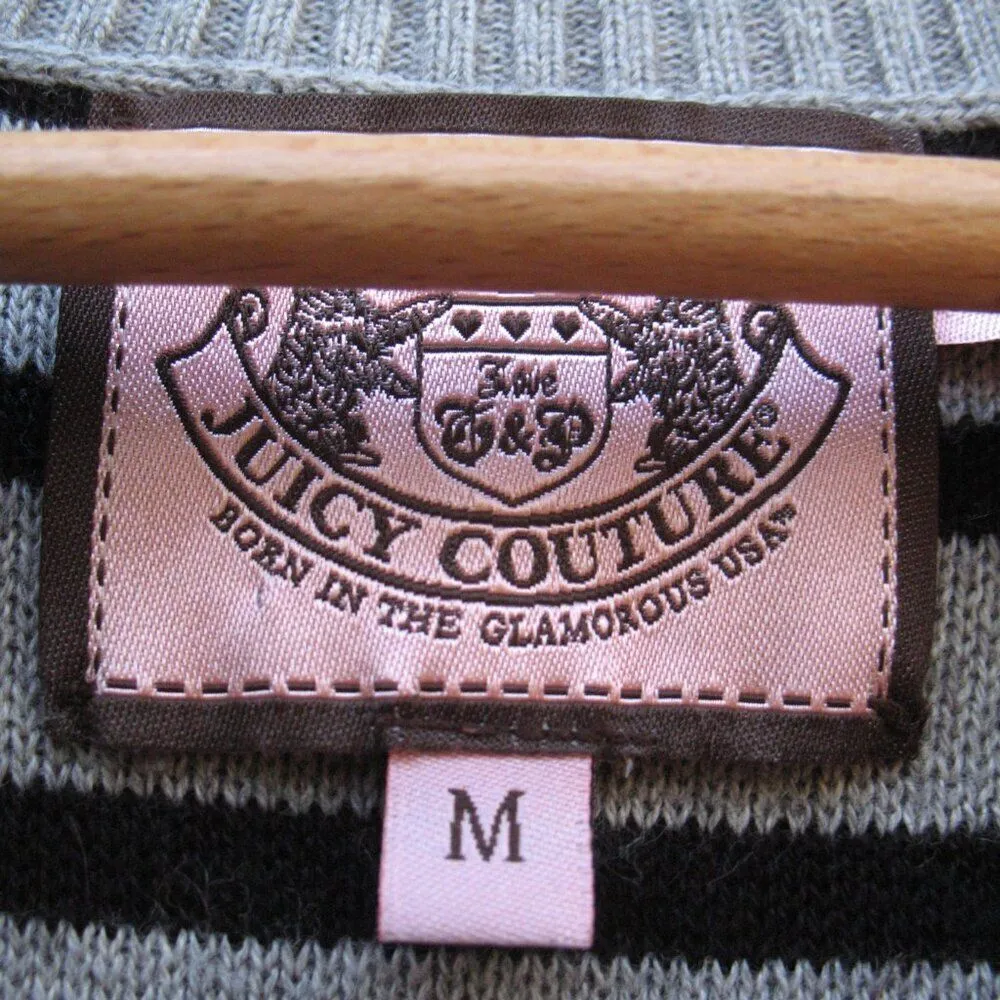 Love
G&P
JUICY COUTURE®
BORN IN THE GLAMOROUS USA™
M